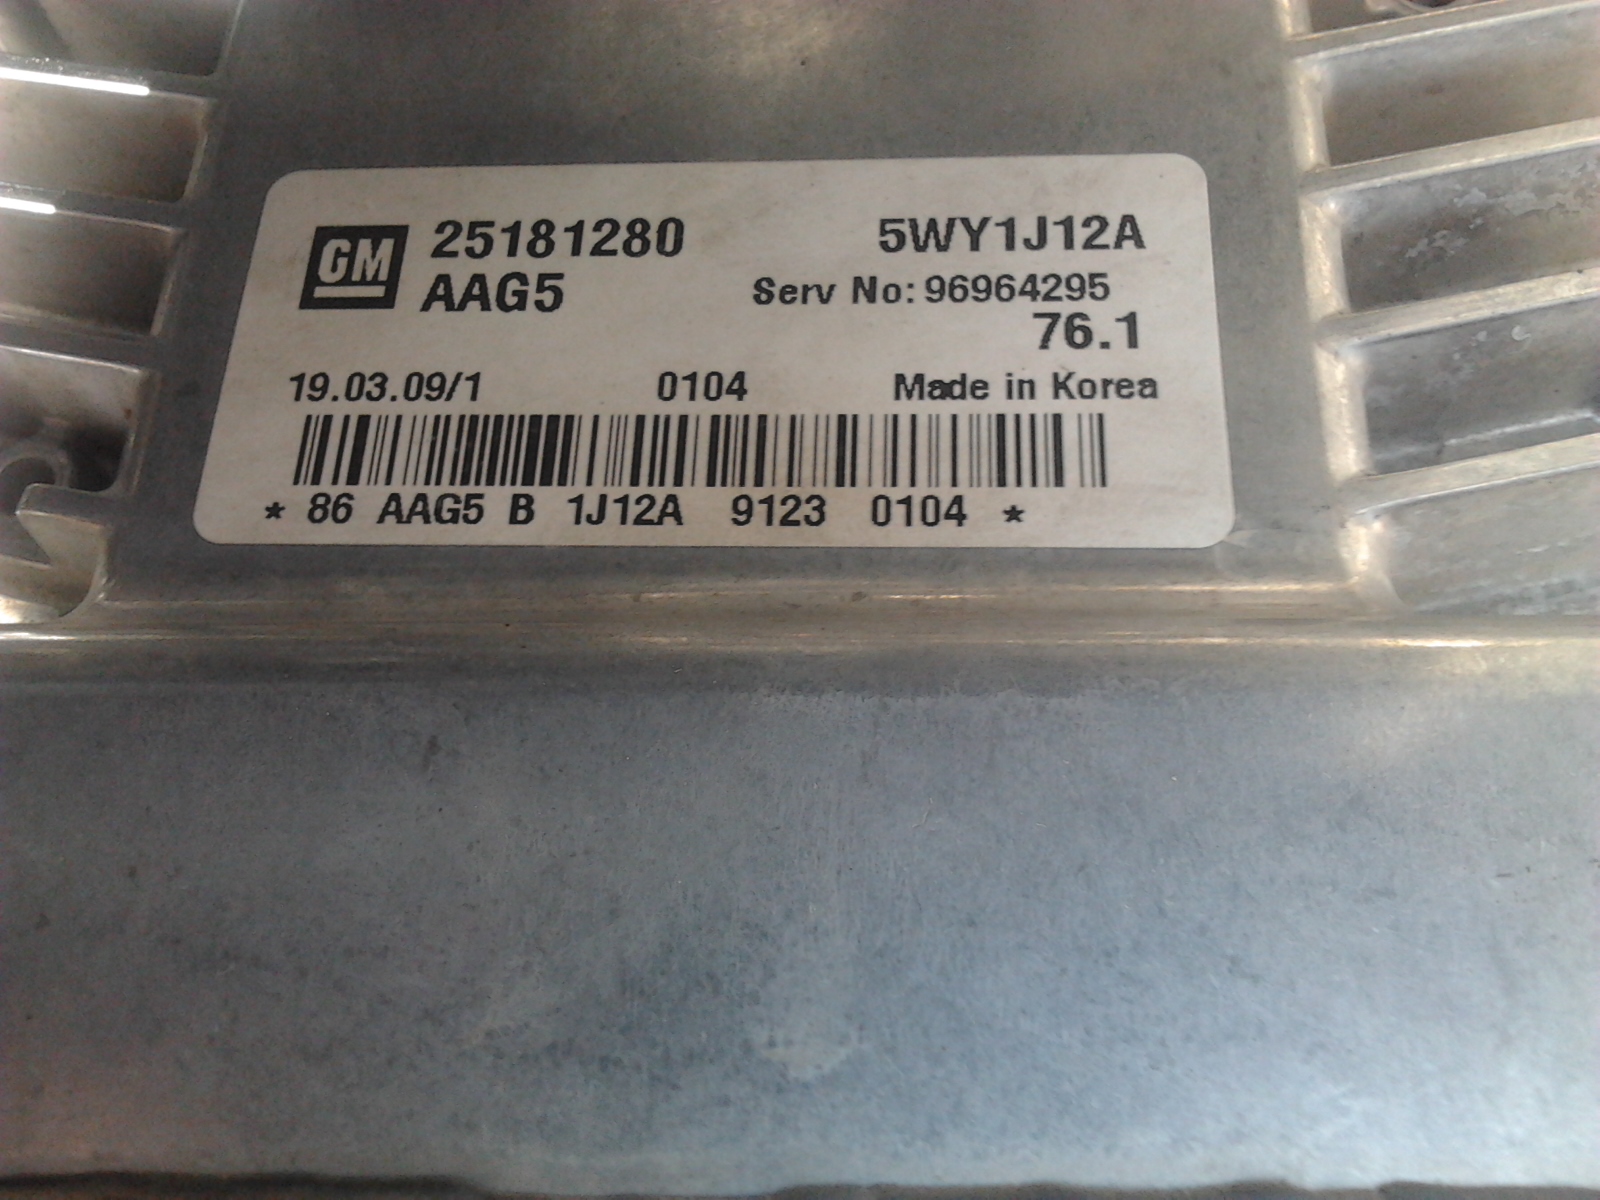 GM 25181280 5WY1J12A
AAG5 Serv No: 96964295
76.1
19.03.09/1 0104 Made in Korea
* 86 AAG5 B 1J12A 9123 0104 *